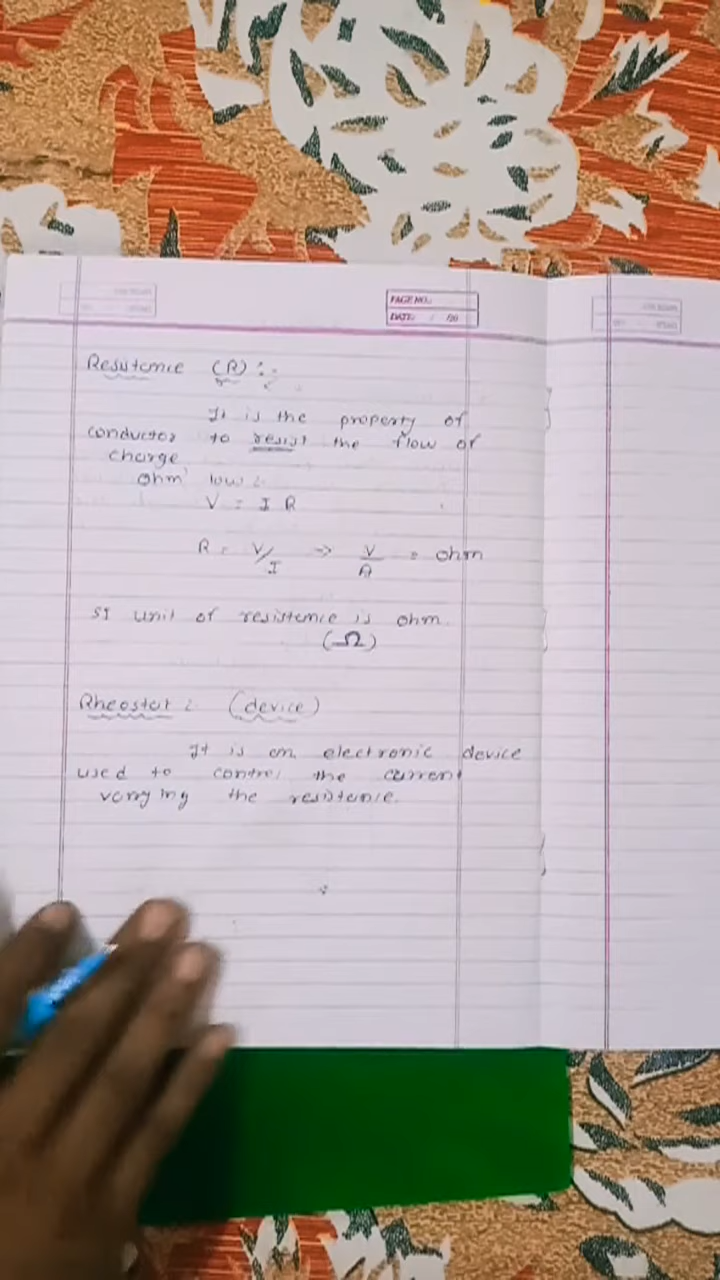 PAGE NO.:
DATE: / /20
Resistance (R) :-
It is the property of
conductor to resist the flow of
charge
ohm' law :
V = I R
R = V/I => V/A = ohm
SI unit of resistance is ohm.
(Ω)
Rheostat : (device)
It is an electronic device
used to control the current
varrying the resistance.